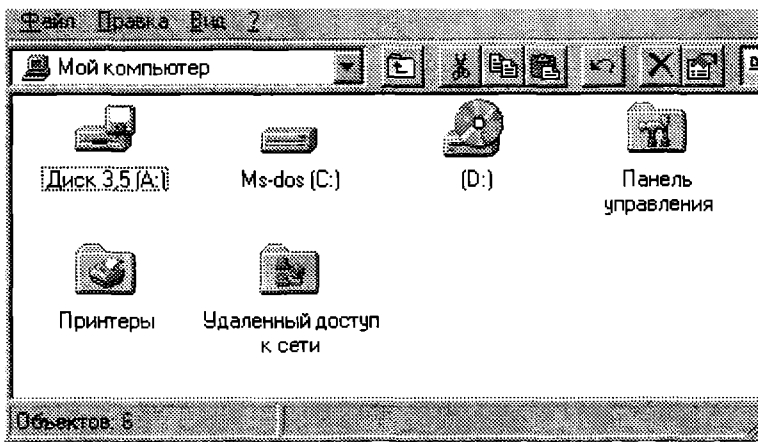 Файл Правка Вид ?
Мой компьютер
Диск 3,5 (A:) Ms-dos (C:) (D:) Панель
управления
Принтеры Удаленный доступ
к сети
Объектов: 6